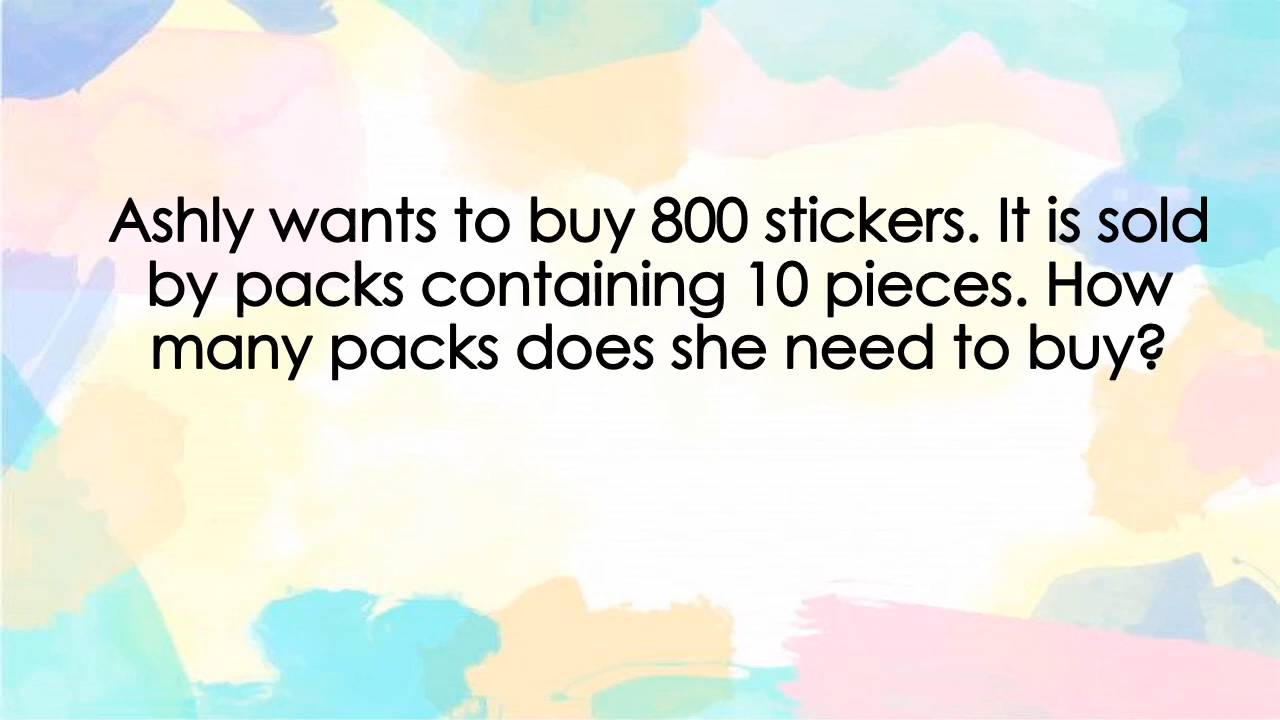 Ashly wants to buy 800 stickers. It is sold
by packs containing 10 pieces. How
many packs does she need to buy?